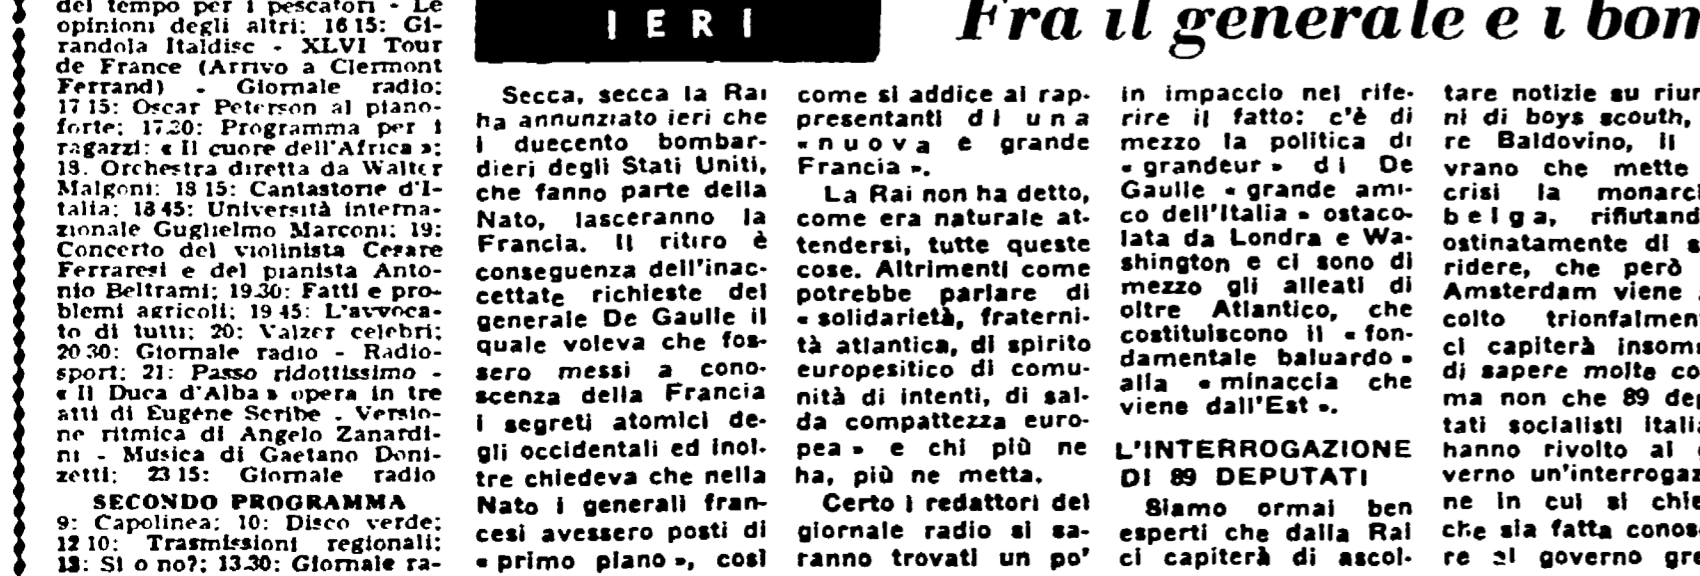 del tempo per i pescatori - Le
opinioni degli altri: 16 15: Gi-
randola Italdisc - XLVI Tour
de France (Arrivo a Clermont
Ferrand) - Giornale radio:
17 15: Oscar Peterson al piano-
forte; 17.20: Programma per i
ragazzi: « Il cuore dell'Africa »;
18. Orchestra diretta da Walter
Malgoni: 18 15: Cantastorie d'I-
talia; 18 45: Università interna-
zionale Guglielmo Marconi; 19:
Concerto del violinista Cesare
Ferraresi e del pianista Anto-
nio Beltrami; 19.30: Fatti e pro-
blemi agricoli; 19 45: L'avvoca-
to di tutti; 20: Valzer celebri;
20 30: Giornale radio - Radio-
sport; 21: Passo ridottissimo -
« Il Duca d'Alba » opera in tre
atti di Eugène Scribe - Versio-
ne ritmica di Angelo Zanardi-
ni - Musica di Gaetano Doni-
zetti; 23 15: Giornale radio
SECONDO PROGRAMMA
9: Capolinea; 10: Disco verde;
12 10: Trasmissioni regionali;
13: Si o no?; 13.30: Giornale ra-
IERI
Fra il generale e i bom
Secca, secca la Rai
ha annunziato ieri che
i duecento bombar-
dieri degli Stati Uniti,
che fanno parte della
Nato, lasceranno la
Francia. Il ritiro è
conseguenza dell'inac-
cettate richieste del
generale De Gaulle il
quale voleva che fos-
sero messi a cono-
scenza della Francia
i segreti atomici de-
gli occidentali ed inol-
tre chiedeva che nella
Nato i generali fran-
cesi avessero posti di
« primo piano », così
come si addice ai rap-
presentanti di una
« nuova e grande
Francia ».
La Rai non ha detto,
come era naturale at-
tendersi, tutte queste
cose. Altrimenti come
potrebbe parlare di
« solidarietà, fraterni-
tà atlantica, di spirito
europesitico di comu-
nità di intenti, di sal-
da compattezza euro-
pea » e chi più ne
ha, più ne metta.
Certo i redattori del
giornale radio si sa-
ranno trovati un po'
in impaccio nel rife-
rire il fatto: c'è di
mezzo la politica di
« grandeur » di De
Gaulle « grande ami-
co dell'Italia » ostaco-
lata da Londra e Wa-
shington e ci sono di
mezzo gli alleati di
oltre Atlantico, che
costituiscono il « fon-
damentale baluardo »
alla « minaccia che
viene dall'Est ».
L'INTERROGAZIONE
DI 89 DEPUTATI
Siamo ormai ben
esperti che dalla Rai
ci capiterà di ascol-
tare notizie su riun
ni di boys scouth,
re Baldovino, il
vrano che mette
crisi la monarc
belga, rifiutand
ostinatamente di s
ridere, che però
Amsterdam viene
colto trionfalment
ci capiterà insomm
di sapere molte co
ma non che 89 dep
tati socialisti italia
hanno rivolto al g
verno un'interrogaz
ne in cui si chie
che sia fatta conos
re al governo gre